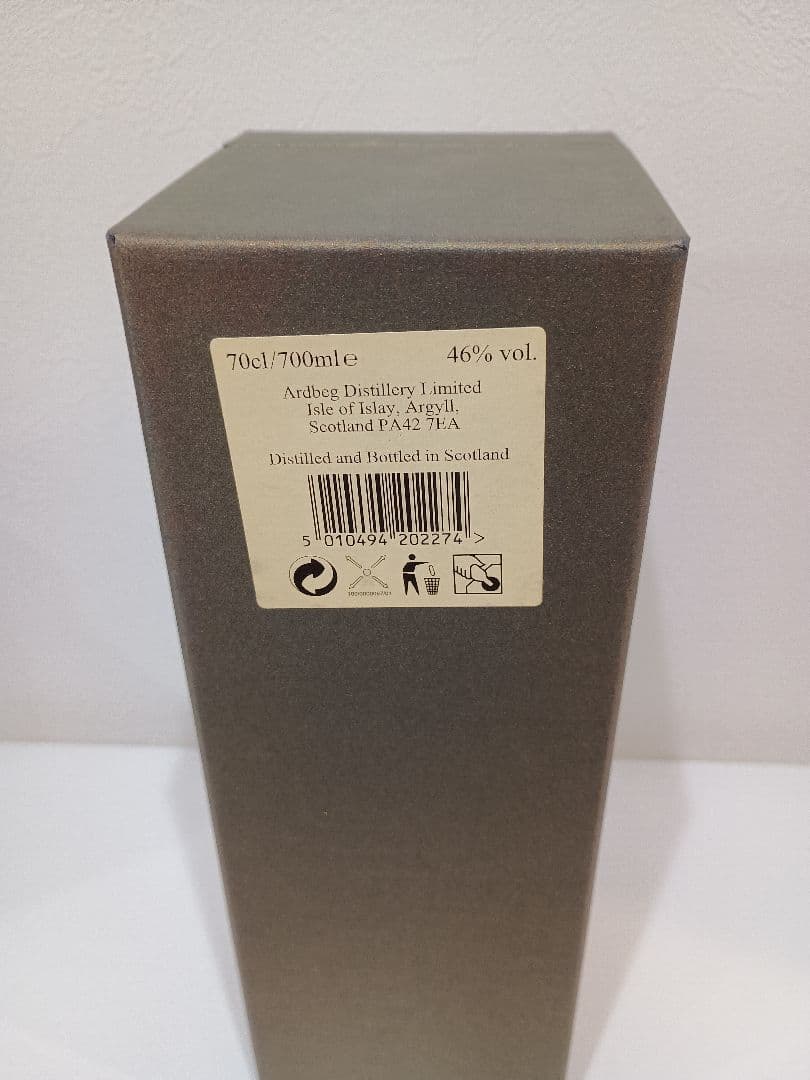 70cl/700ml ℮ 46% vol.
Ardbeg Distillery Limited
Isle of Islay, Argyll,
Scotland PA42 7EA
Distilled and Bottled in Scotland
5 010494 202274 >